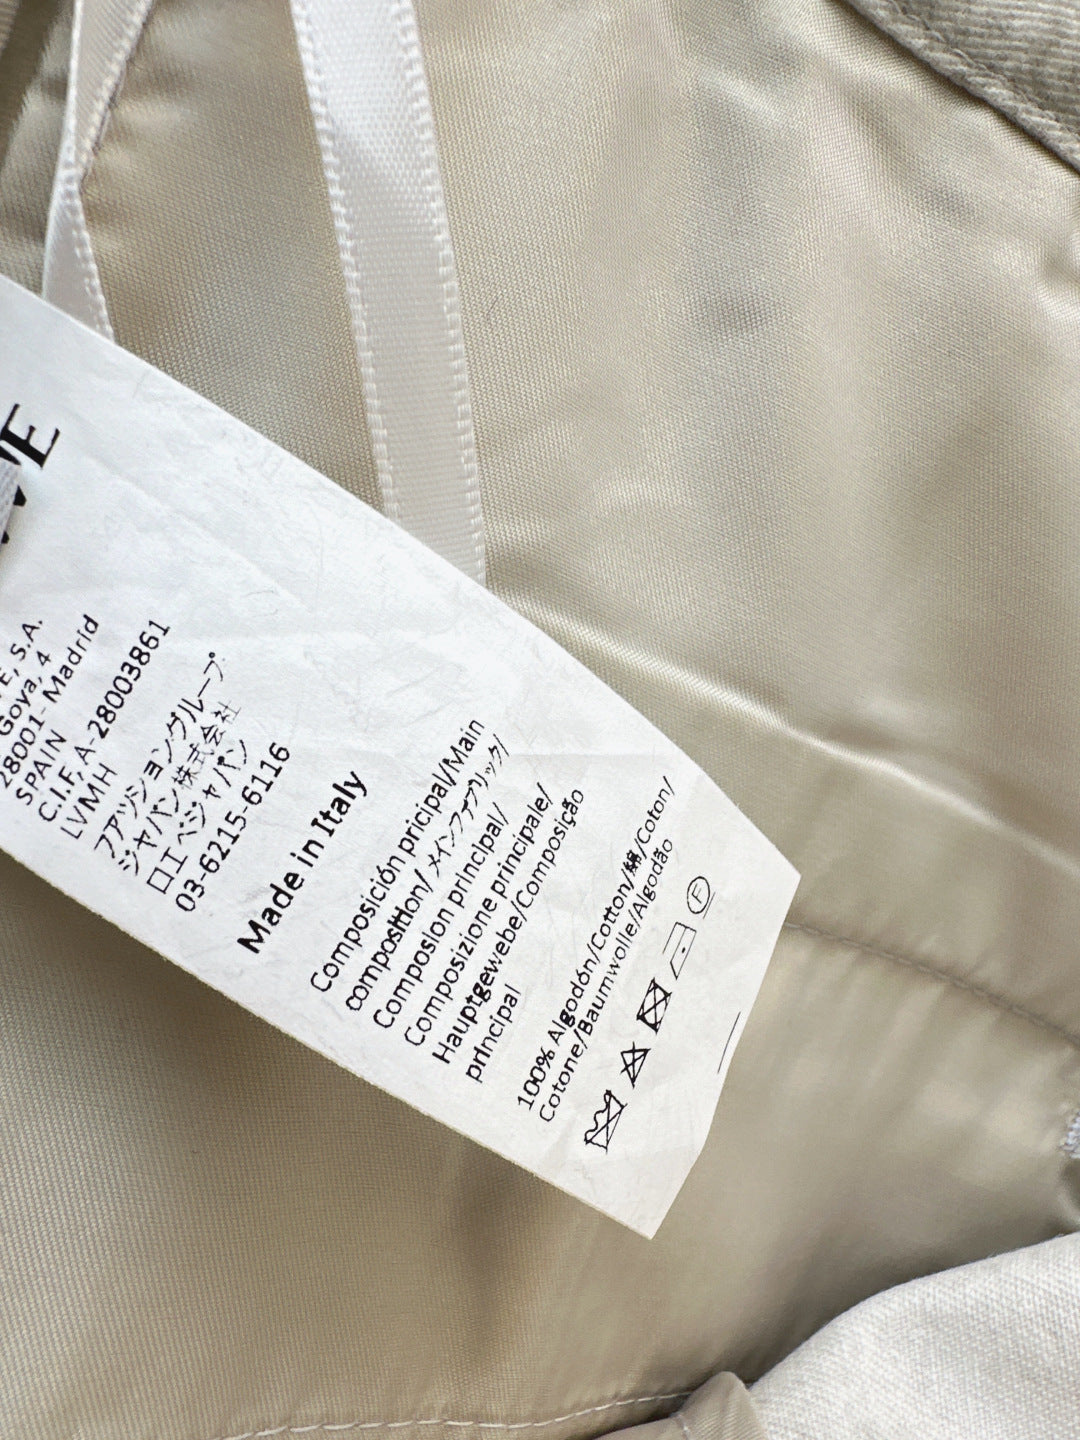 WE
E, S.A.
Goya, 4
28001- Madrid
SPAIN
C.I.F, A-28003861
LVMH
ファッション・グループ
ジャパン株式会社
ロエベジャパン
03-6215-6116
Made in Italy
Composición pricipal/Main
composition/ メインファブリック/
Composion principal/
Composizione principale/
Hauptgewebe/Composição
principal
100% Algodón/Cotton/綿/Coton/
Cotone/Baumwolle/Algodão
F